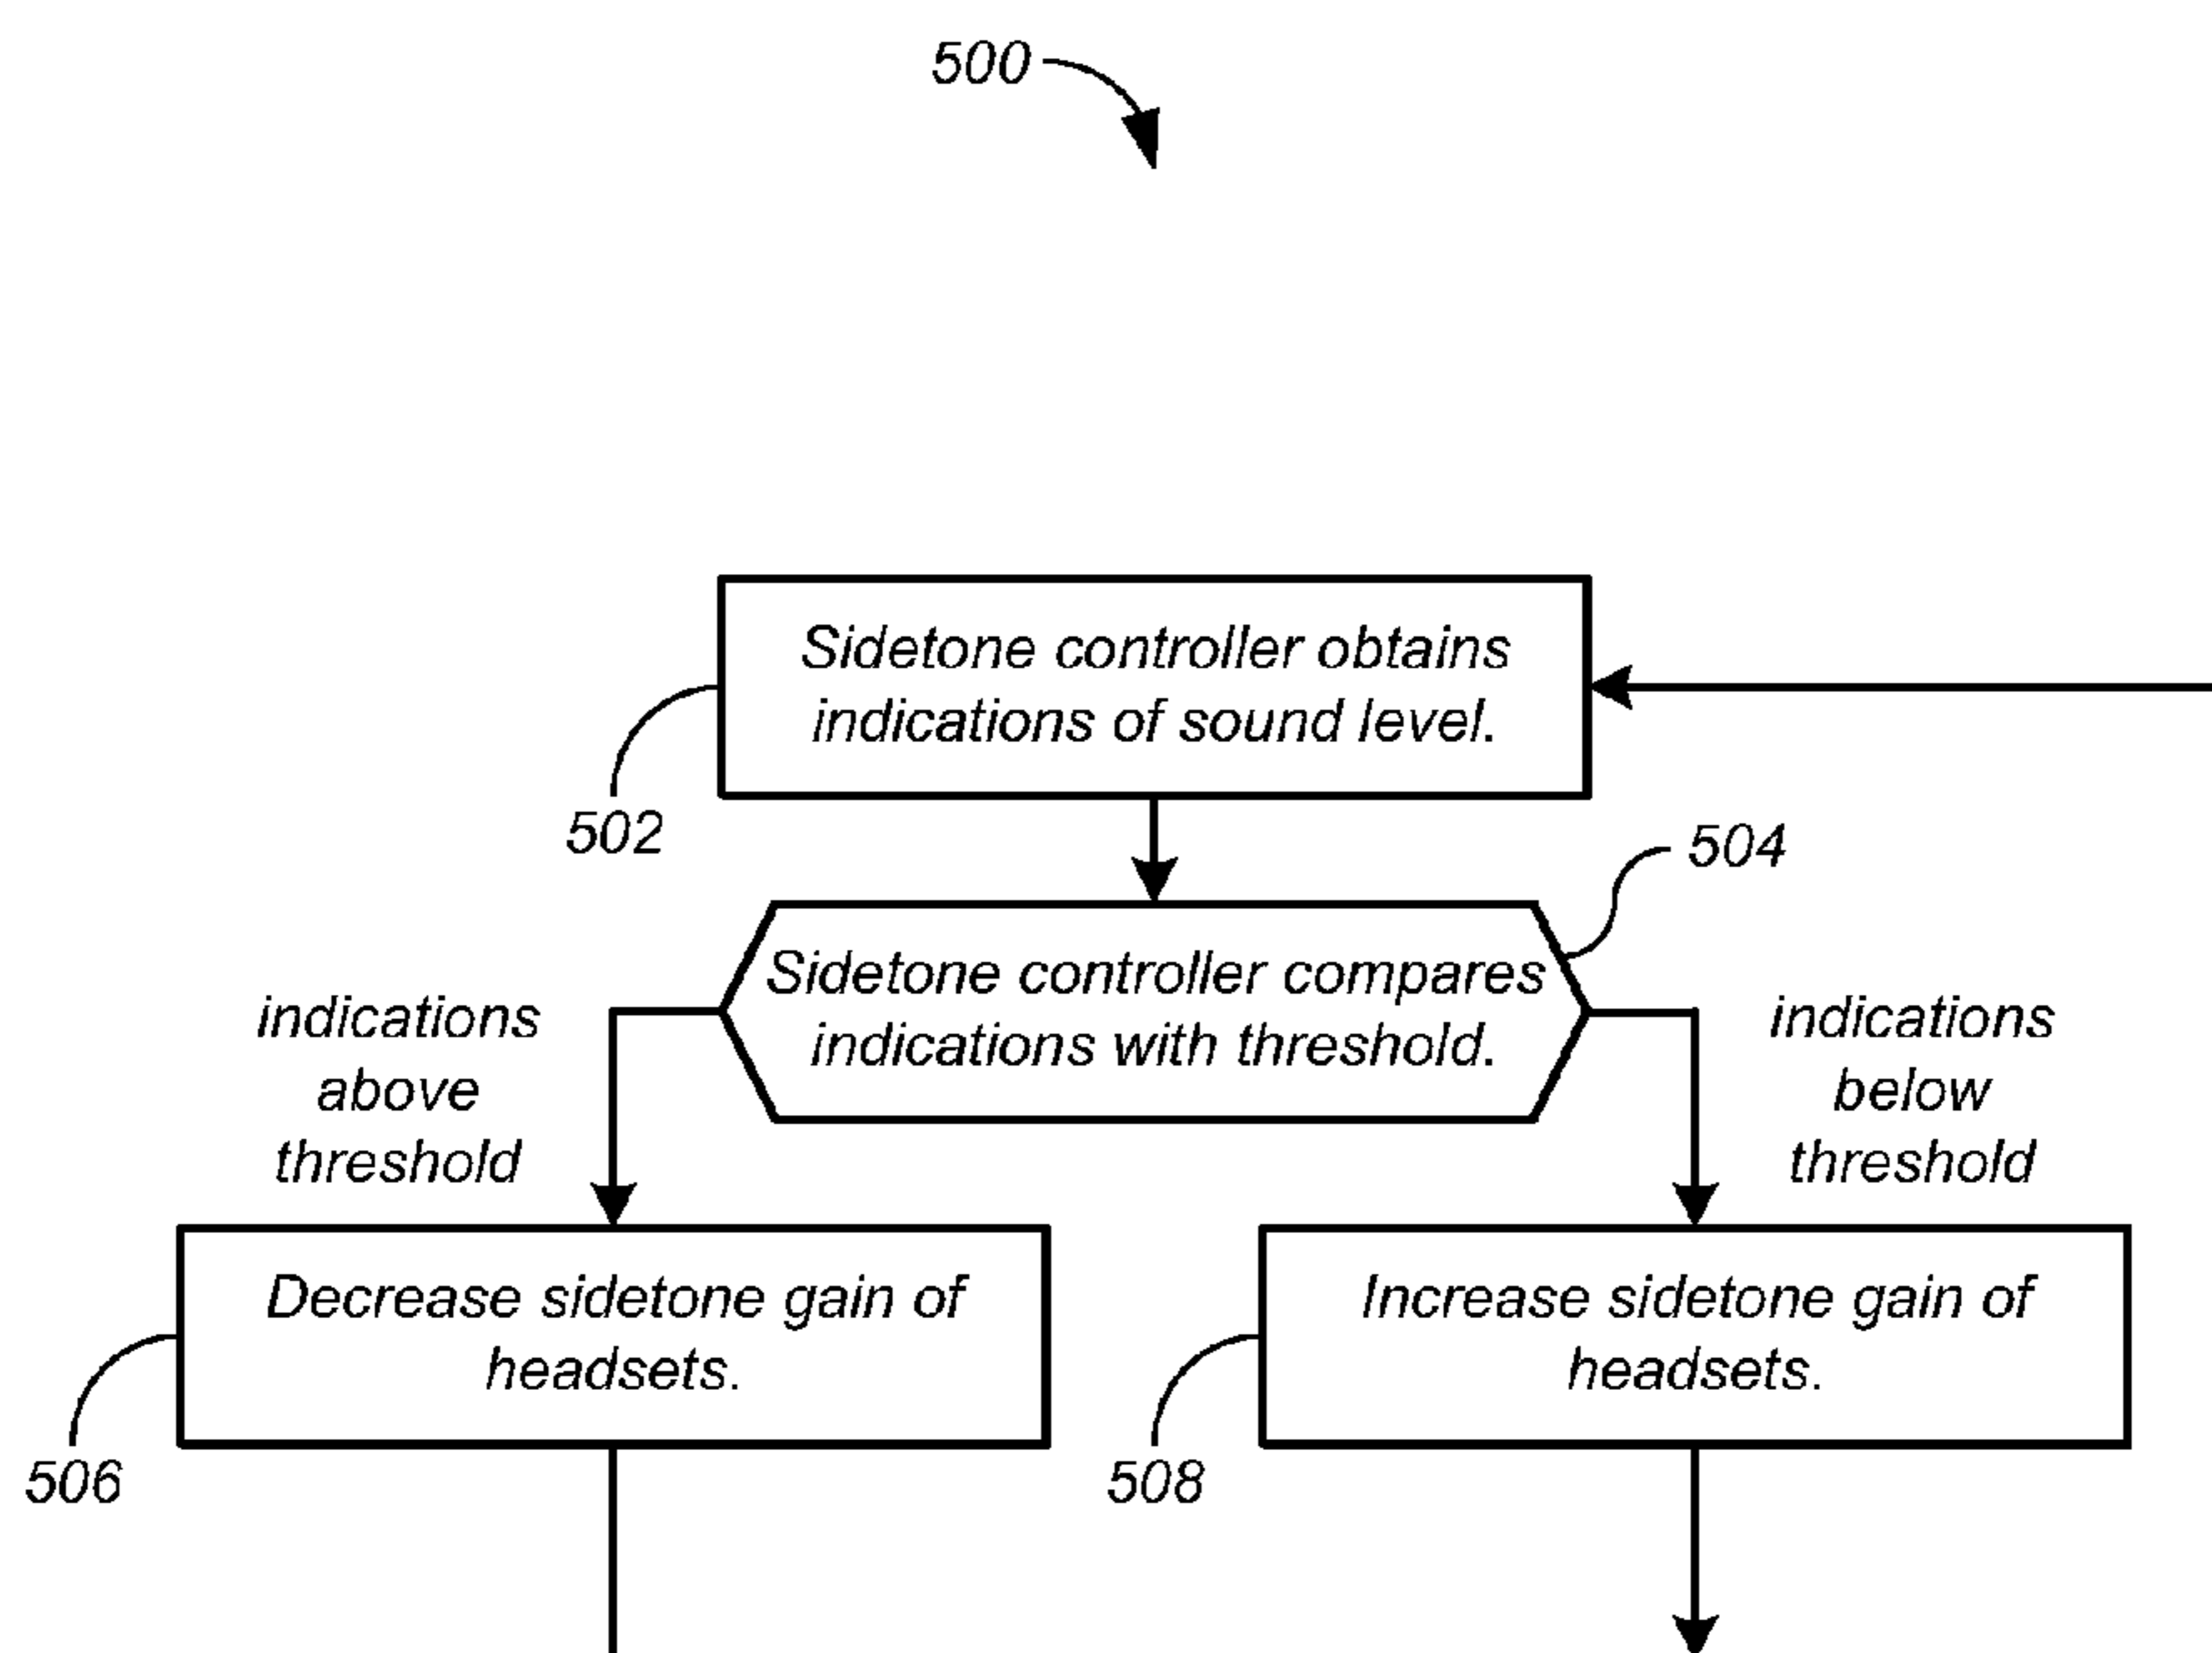 500
Sidetone controller obtains
indications of sound level.
502
504
Sidetone controller compares
indications with threshold.
indications
above
threshold
indications
below
threshold
Decrease sidetone gain of
headsets.
506
Increase sidetone gain of
headsets.
508